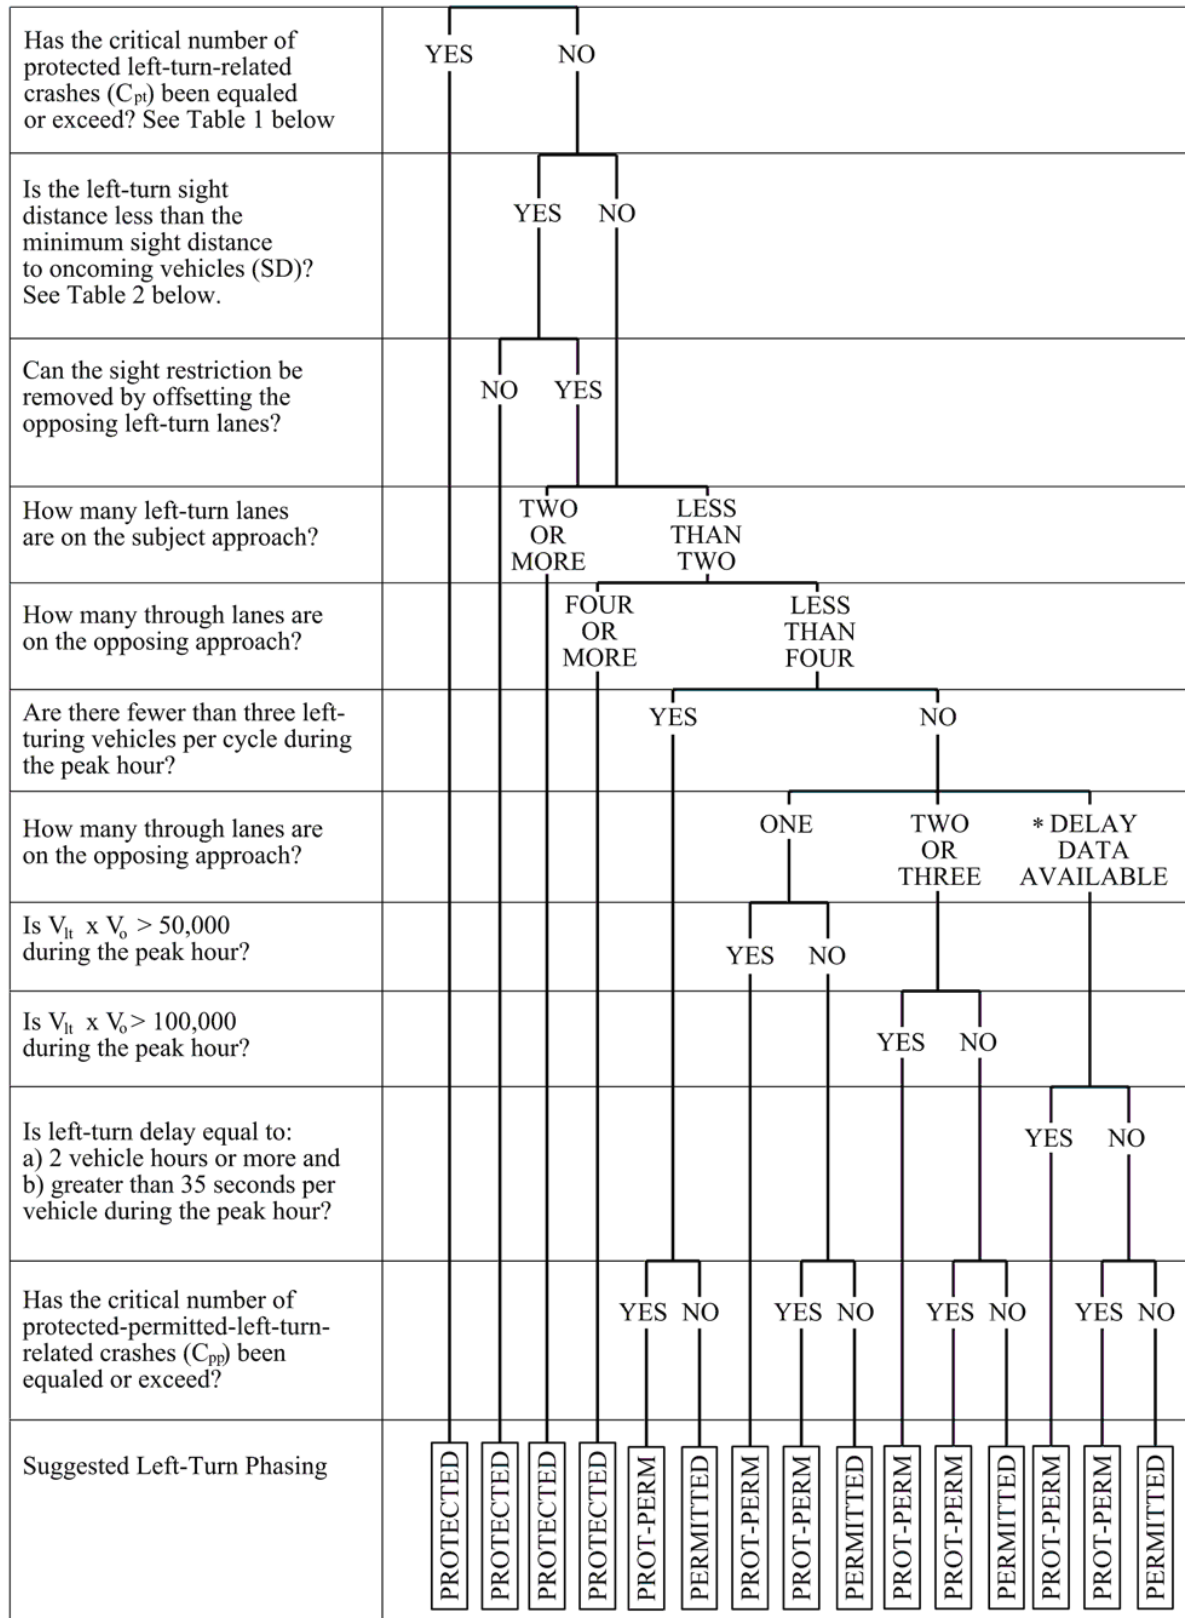 Has the critical number of
protected left-turn-related
crashes (Cpt) been equaled
or exceed? See Table 1 below
YES NO
Is the left-turn sight
distance less than the
minimum sight distance
to oncoming vehicles (SD)?
See Table 2 below.
YES NO
Can the sight restriction be
removed by offsetting the
opposing left-turn lanes?
NO YES
How many left-turn lanes
are on the subject approach?
TWO
OR
MORE
LESS
THAN
TWO
How many through lanes are
on the opposing approach?
FOUR
OR
MORE
LESS
THAN
FOUR
Are there fewer than three left-
turing vehicles per cycle during
the peak hour?
YES NO
How many through lanes are
on the opposing approach?
ONE
TWO
OR
THREE
* DELAY
DATA
AVAILABLE
Is Vlt x Vo > 50,000
during the peak hour?
YES NO
Is Vlt x Vo > 100,000
during the peak hour?
YES NO
Is left-turn delay equal to:
a) 2 vehicle hours or more and
b) greater than 35 seconds per
vehicle during the peak hour?
YES NO
Has the critical number of
protected-permitted-left-turn-
related crashes (Cpp) been
equaled or exceed?
YES NO YES NO YES NO YES NO
Suggested Left-Turn Phasing
PROTECTED
PROTECTED
PROTECTED
PROTECTED
PROT-PERM
PERMITTED
PROT-PERM
PROT-PERM
PERMITTED
PROT-PERM
PROT-PERM
PERMITTED
PROT-PERM
PROT-PERM
PERMITTED